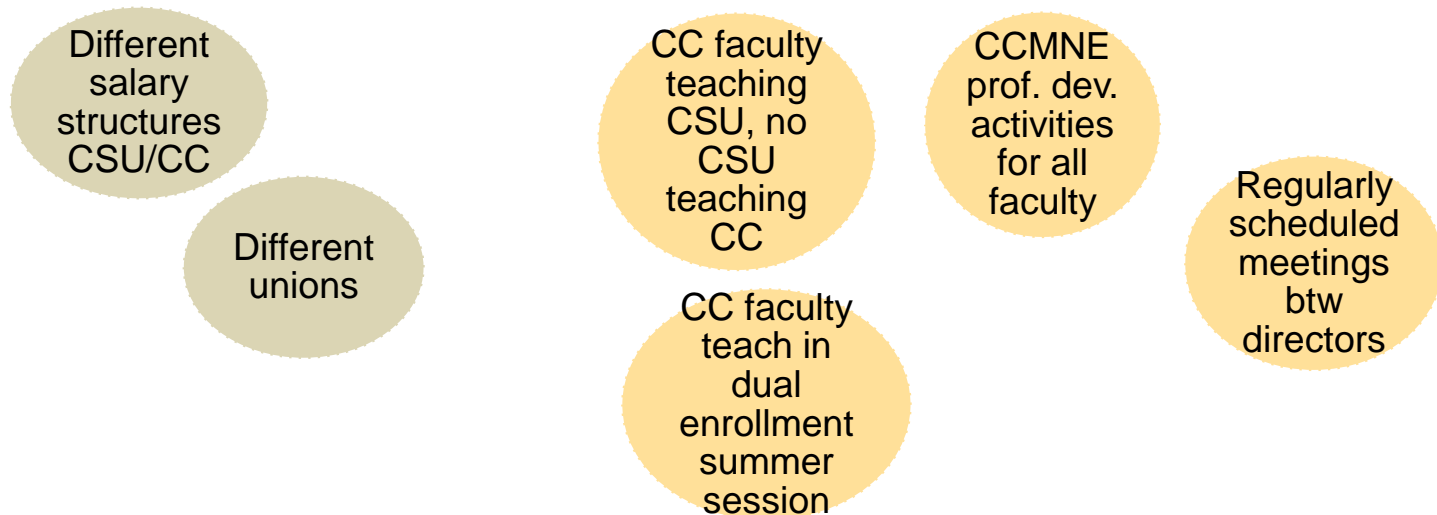 Different
salary
structures
CSU/CC
Different
unions
CC faculty
teaching
CSU, no
CSU
teaching
CC
CC faculty
teach in
dual
enrollment
summer
session
CCMNE
prof. dev.
activities
for all
faculty
Regularly
scheduled
meetings
btw
directors